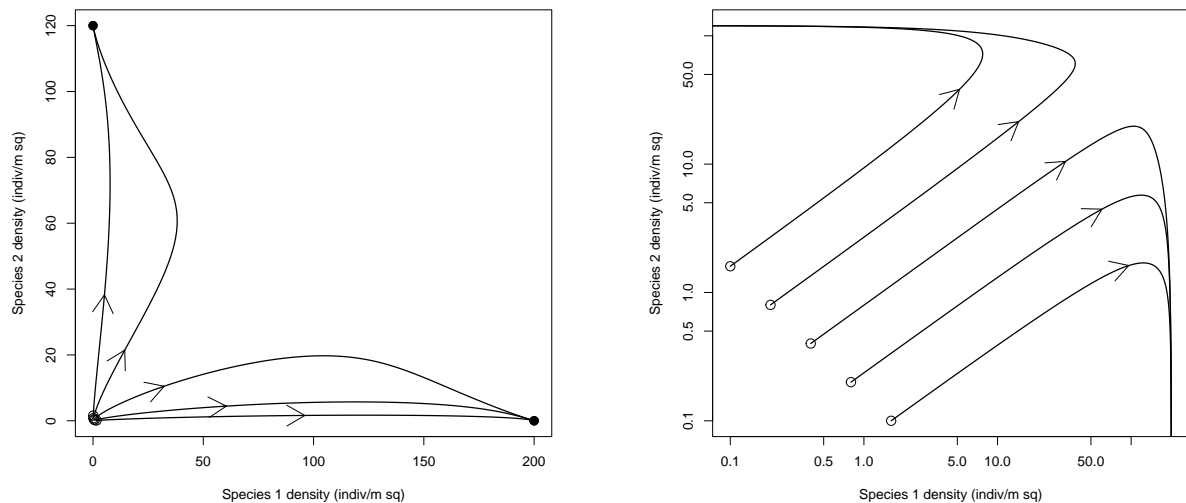 0 20 40 60 80 100 120
Species 2 density (indiv/m sq)
0 50 100 150 200
Species 1 density (indiv/m sq)
0.1 0.5 1.0 5.0 10.0 50.0
Species 2 density (indiv/m sq)
0.1 0.5 1.0 5.0 10.0 50.0
Species 1 density (indiv/m sq)